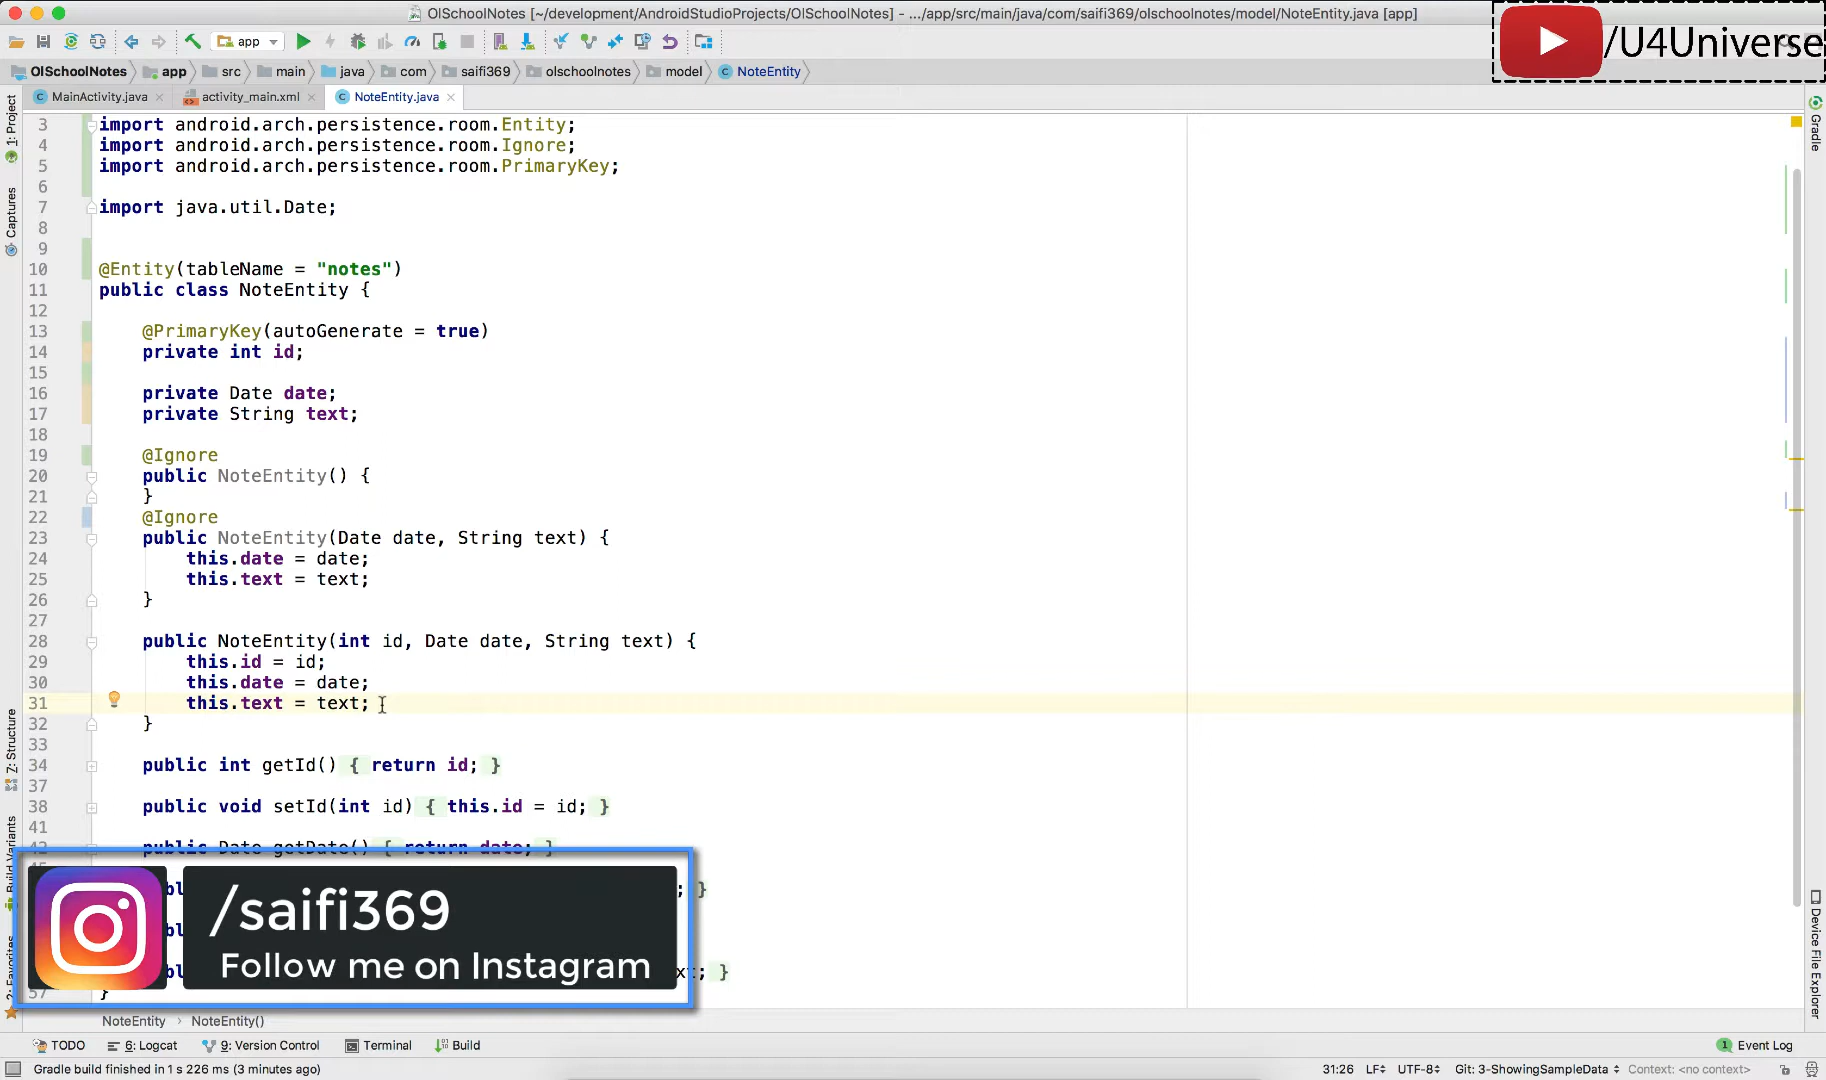 OlSchoolNotes [~/development/AndroidStudioProjects/OlSchoolNotes] - .../app/src/main/java/com/saifi369/olschoolnotes/model/NoteEntity.java [app]
/U4Universe
app
OlSchoolNotes app src main java com saifi369 olschoolnotes model NoteEntity
MainActivity.java activity_main.xml NoteEntity.java
1: Project
Captures
Z: Structure
Build Variants
2: Favorites
Gradle
Device File Explorer
3 import android.arch.persistence.room.Entity;
4 import android.arch.persistence.room.Ignore;
5 import android.arch.persistence.room.PrimaryKey;
6
7 import java.util.Date;
8
9
10 @Entity(tableName = "notes")
11 public class NoteEntity {
12
13 @PrimaryKey(autoGenerate = true)
14 private int id;
15
16 private Date date;
17 private String text;
18
19 @Ignore
20 public NoteEntity() {
21 }
22 @Ignore
23 public NoteEntity(Date date, String text) {
24 this.date = date;
25 this.text = text;
26 }
27
28 public NoteEntity(int id, Date date, String text) {
29 this.id = id;
30 this.date = date;
31 this.text = text;
32 }
33
34 public int getId() { return id; }
37
38 public void setId(int id) { this.id = id; }
41
42 public Date getDate() { return date; }
; }
; }
57 }
/saifi369
Follow me on Instagram
NoteEntity › NoteEntity()
TODO 6: Logcat 9: Version Control Terminal Build 1 Event Log
Gradle build finished in 1 s 226 ms (3 minutes ago) 31:26 LF UTF-8 Git: 3-ShowingSampleData Context: <no context>